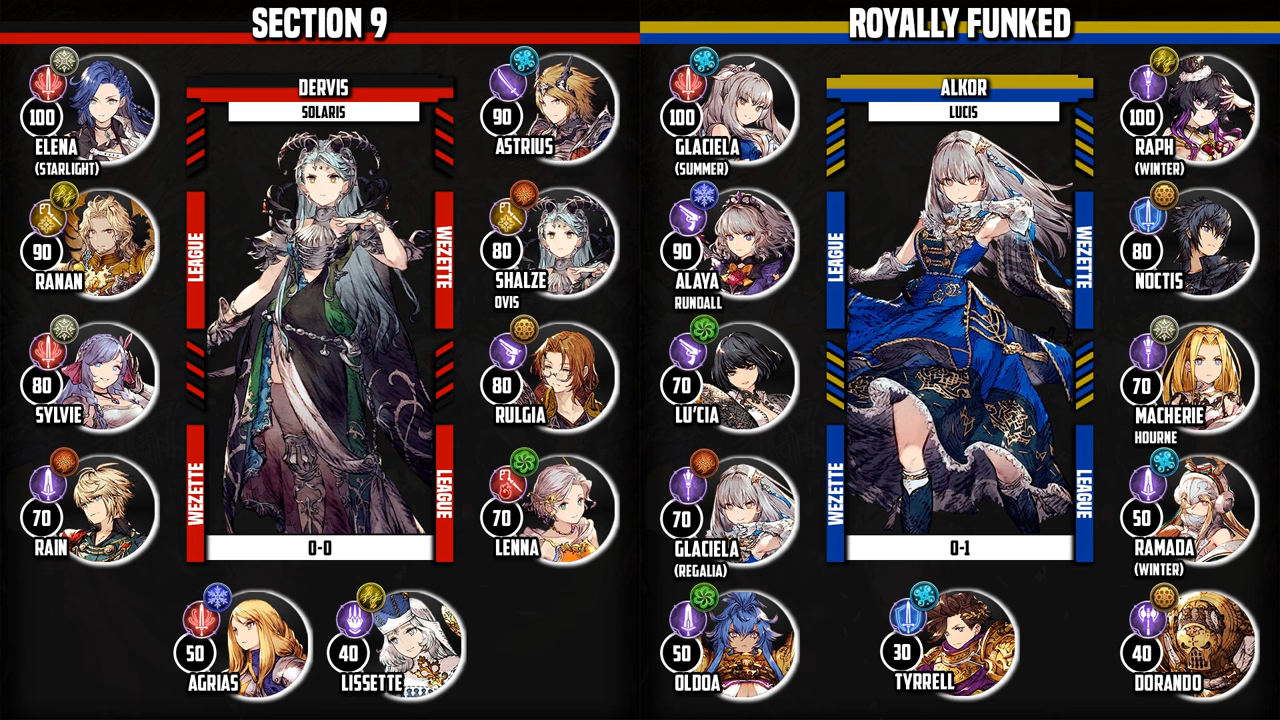 SECTION 9
DERVIS
SOLARIS
LEAGUE
WEZETTE
WEZETTE
LEAGUE
0-0
100
ELENA
(STARLIGHT)
90
RANAN
80
SYLVIE
70
RAIN
90
ASTRIUS
80
SHALZE
OVIS
80
RULGIA
70
LENNA
50
AGRIAS
40
LISSETTE
ROYALLY FUNKED
ALKOR
LUCIS
LEAGUE
WEZETTE
WEZETTE
LEAGUE
0-1
100
GLACIELA
(SUMMER)
90
ALAYA
RUNDALL
70
LU'CIA
70
GLACIELA
(REGALIA)
50
OLDOA
100
RAPH
(WINTER)
80
NOCTIS
70
MACHERIE
HOURNE
50
RAMADA
(WINTER)
30
TYRRELL
40
DORANDO